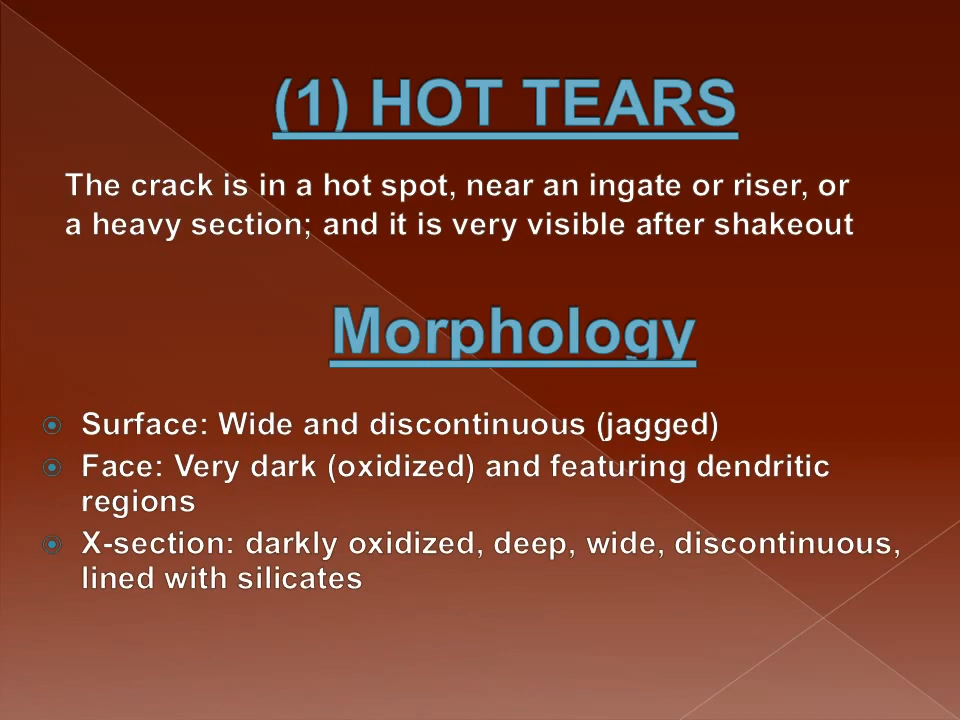 (1) HOT TEARS
The crack is in a hot spot, near an ingate or riser, or
a heavy section; and it is very visible after shakeout
Morphology
Surface: Wide and discontinuous (jagged)
Face: Very dark (oxidized) and featuring dendritic
regions
X-section: darkly oxidized, deep, wide, discontinuous,
lined with silicates